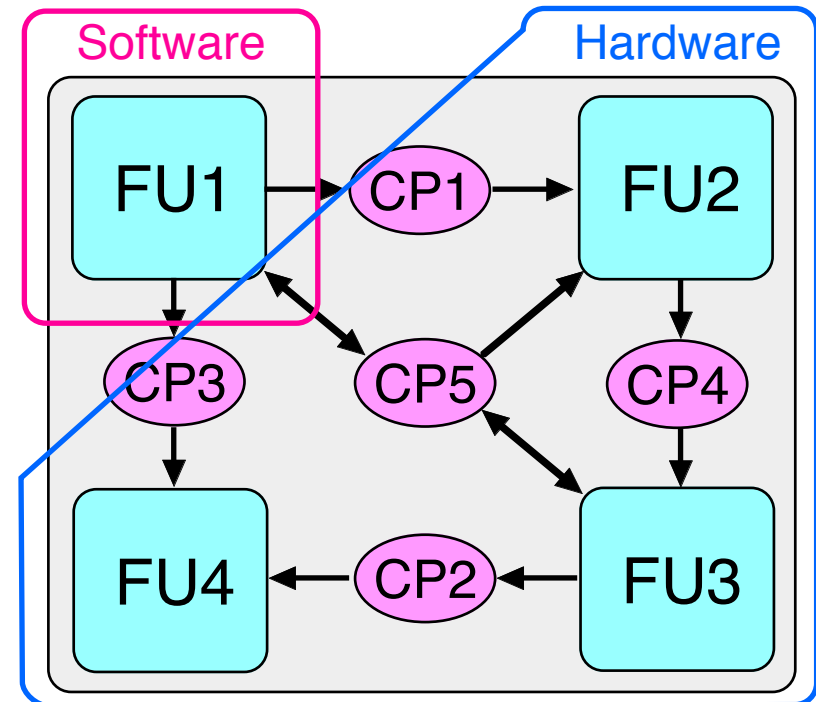 Software
Hardware
FU1
CP1
FU2
CP3
CP5
CP4
FU4
CP2
FU3